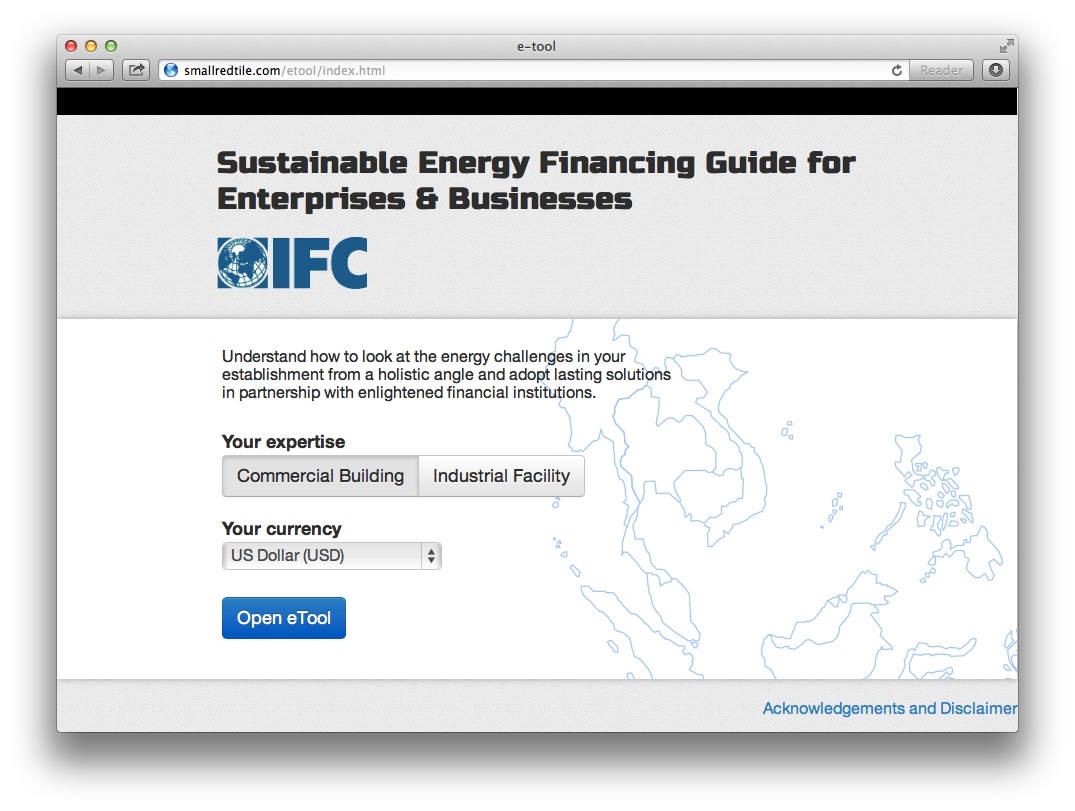 e-tool
smallredtile.com/etool/index.html
Reader
Sustainable Energy Financing Guide for
Enterprises & Businesses
IFC
Understand how to look at the energy challenges in your
establishment from a holistic angle and adopt lasting solutions
in partnership with enlightened financial institutions.
Your expertise
Commercial Building
Industrial Facility
Your currency
US Dollar (USD)
Open eTool
Acknowledgements and Disclaimer